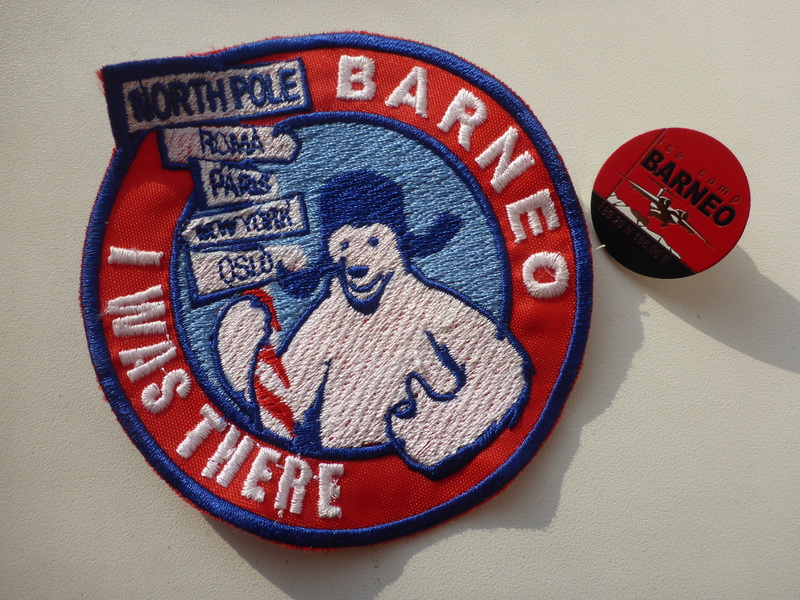 NORTH POLE
ROMA
PARIS
NEW YORK
OSLO
BARNEO
I WAS THERE
ice camp
BARNEO